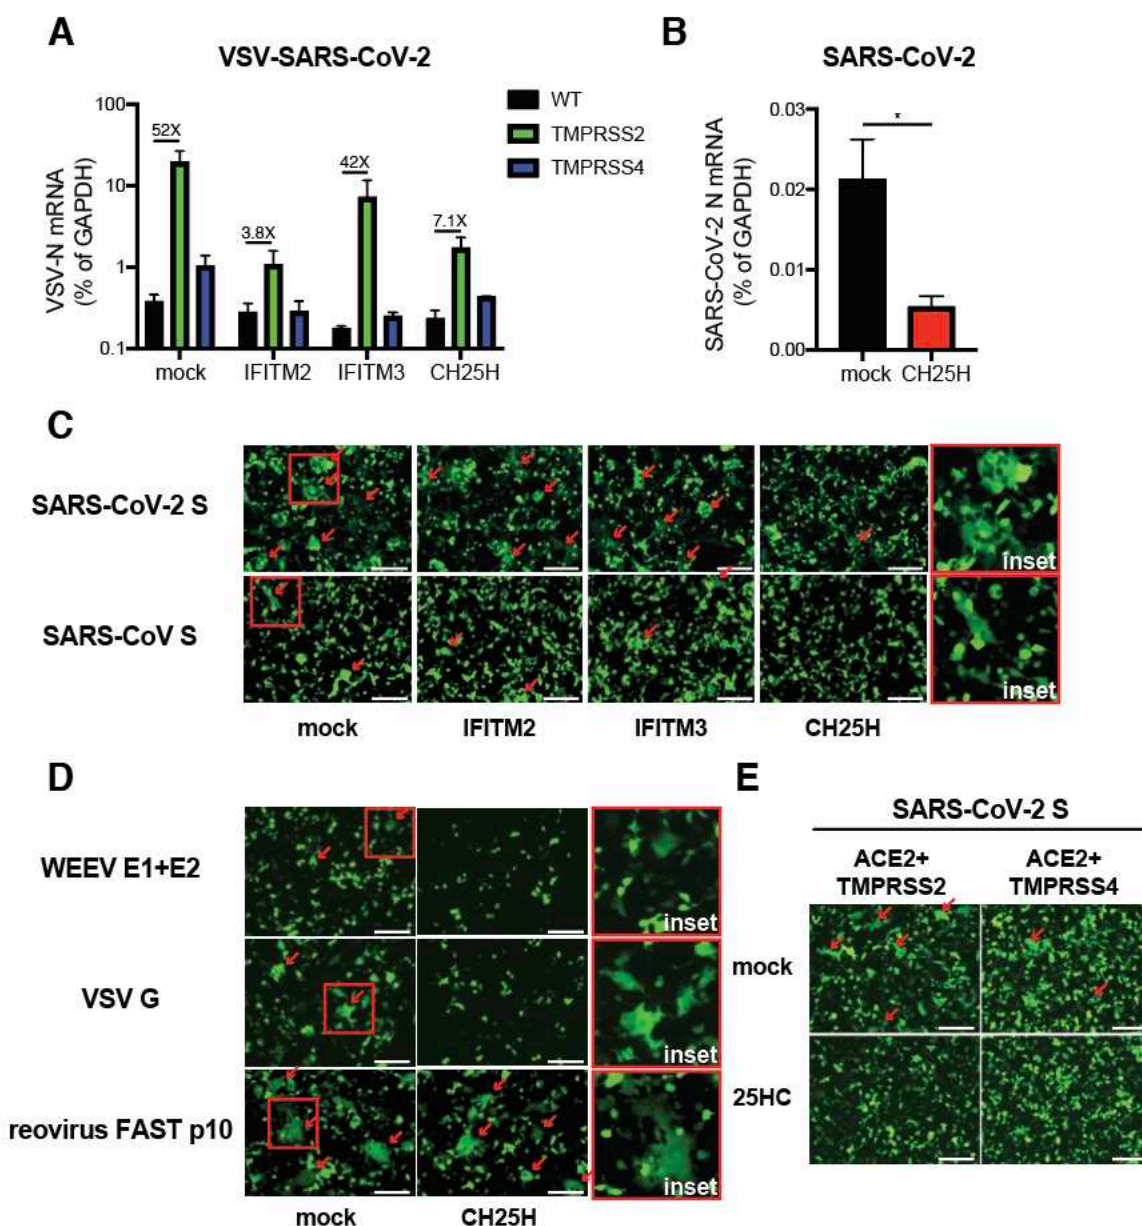 A
VSV-SARS-CoV-2
WT
TMPRSS2
TMPRSS4
VSV-N mRNA
(% of GAPDH)
100
10
1
0.1
52X
3.8X
42X
7.1X
mock
IFITM2
IFITM3
CH25H
B
SARS-CoV-2
SARS-CoV-2 N mRNA
(% of GAPDH)
0.03
0.02
0.01
0.00
*
mock
CH25H
C
SARS-CoV-2 S
inset
SARS-CoV S
inset
mock
IFITM2
IFITM3
CH25H
D
WEEV E1+E2
inset
VSV G
inset
reovirus FAST p10
inset
mock
CH25H
E
SARS-CoV-2 S
ACE2+
TMPRSS2
ACE2+
TMPRSS4
mock
25HC